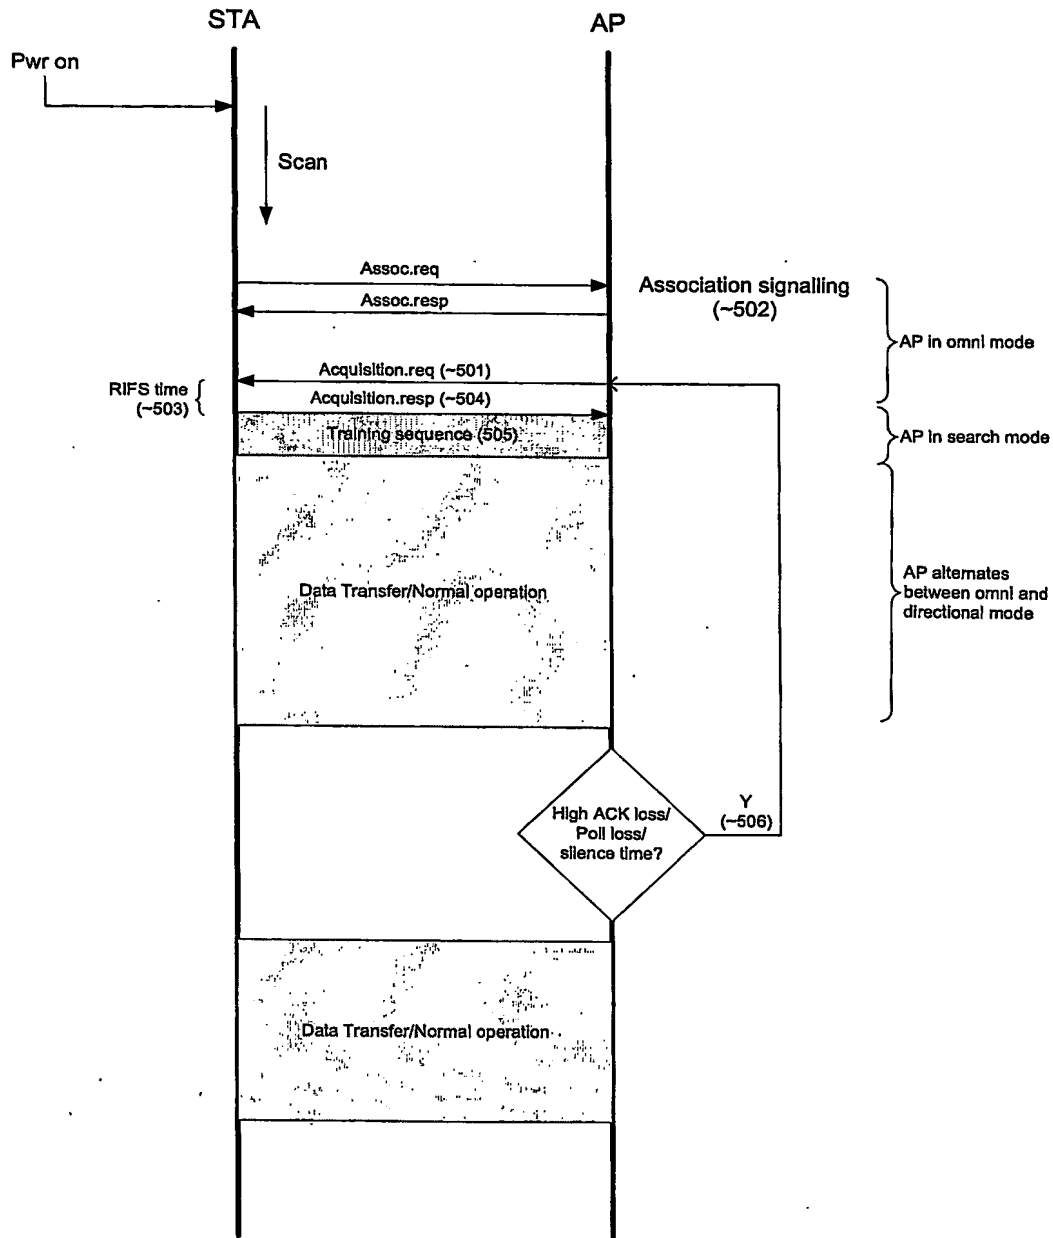 STA
AP
Pwr on
Scan
Assoc.req
Assoc.resp
Association signalling
(~502)
AP in omni mode
Acquisition.req (~501)
RIFS time
(~503)
Acquisition.resp (~504)
Training sequence (505)
AP in search mode
Data Transfer/Normal operation
AP alternates
between omni and
directional mode
High ACK loss/
Poll loss/
silence time?
Y
(~506)
Data Transfer/Normal operation